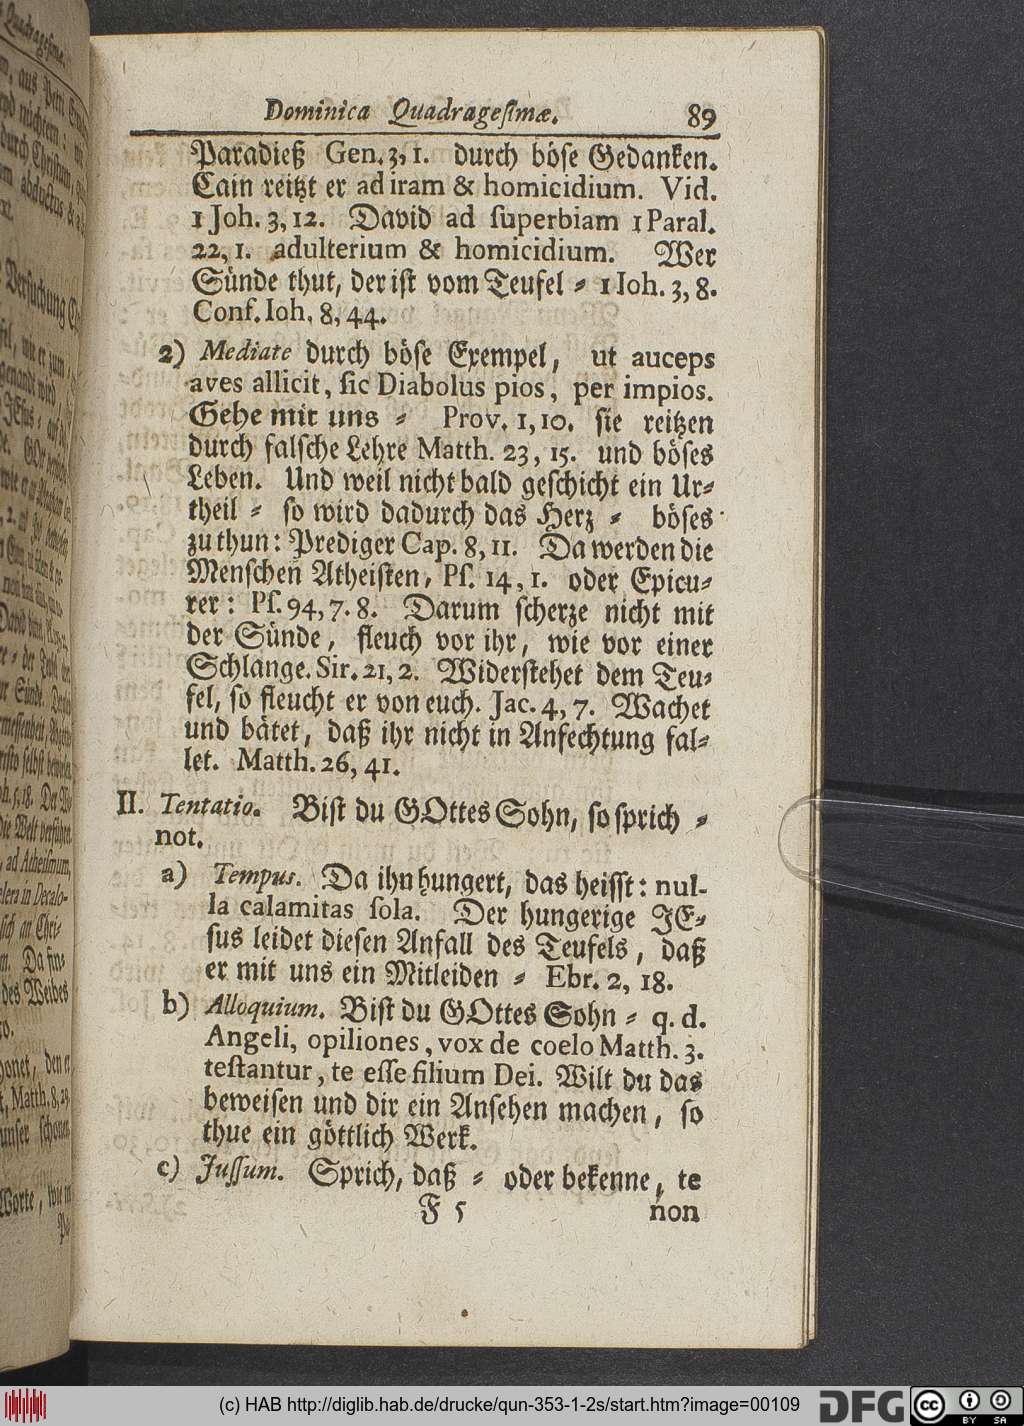 Dominica Quadragesimæ. 89
Paradieß Gen. 3, 1. durch böse Gedanken.
Cain reitzt er ad iram & homicidium. Vid.
1 Joh. 3, 12. David ad superbiam 1 Paral.
22, 1. adulterium & homicidium. Wer
Sünde thut, der ist vom Teufel ⸗ 1 Ioh. 3, 8.
Conf. Ioh. 8, 44.
2) Mediate durch böse Exempel, ut auceps
aves allicit, sic Diabolus pios, per impios.
Gehe mit uns ⸗ Prov. 1, 10. sie reitzen
durch falsche Lehre Matth. 23, 15. und böses
Leben. Und weil nicht bald geschicht ein Ur⸗
theil ⸗ so wird dadurch das Herz ⸗ böses
zu thun: Prediger Cap. 8, 11. Da werden die
Menschen Atheisten, Ps. 14, 1. oder Epicu⸗
rer: Ps. 94, 7. 8. Darum scherze nicht mit
der Sünde, fleuch vor ihr, wie vor einer
Schlange. Sir. 21, 2. Widerstehet dem Teu⸗
fel, so fleucht er von euch. Jac. 4, 7. Wachet
und bätet, daß ihr nicht in Anfechtung fal⸗
let. Matth. 26, 41.
II. Tentatio. Bist du GOttes Sohn, so sprich ⸗
not.
a) Tempus. Da ihn hungert, das heisst: nul-
la calamitas sola. Der hungerige JE⸗
sus leidet diesen Anfall des Teufels, daß
er mit uns ein Mitleiden ⸗ Ebr. 2, 18.
b) Alloquium. Bist du GOttes Sohn ⸗ q. d.
Angeli, opiliones, vox de coelo Matth. 3.
testantur, te esse filium Dei. Wilt du das
beweisen und dir ein Ansehen machen, so
thue ein göttlich Werk.
c) Jussum. Sprich, daß ⸗ oder bekenne, te
F 5 non
(c) HAB http://diglib.hab.de/drucke/qun-353-1-2s/start.htm?image=00109
DFG
cc BY SA